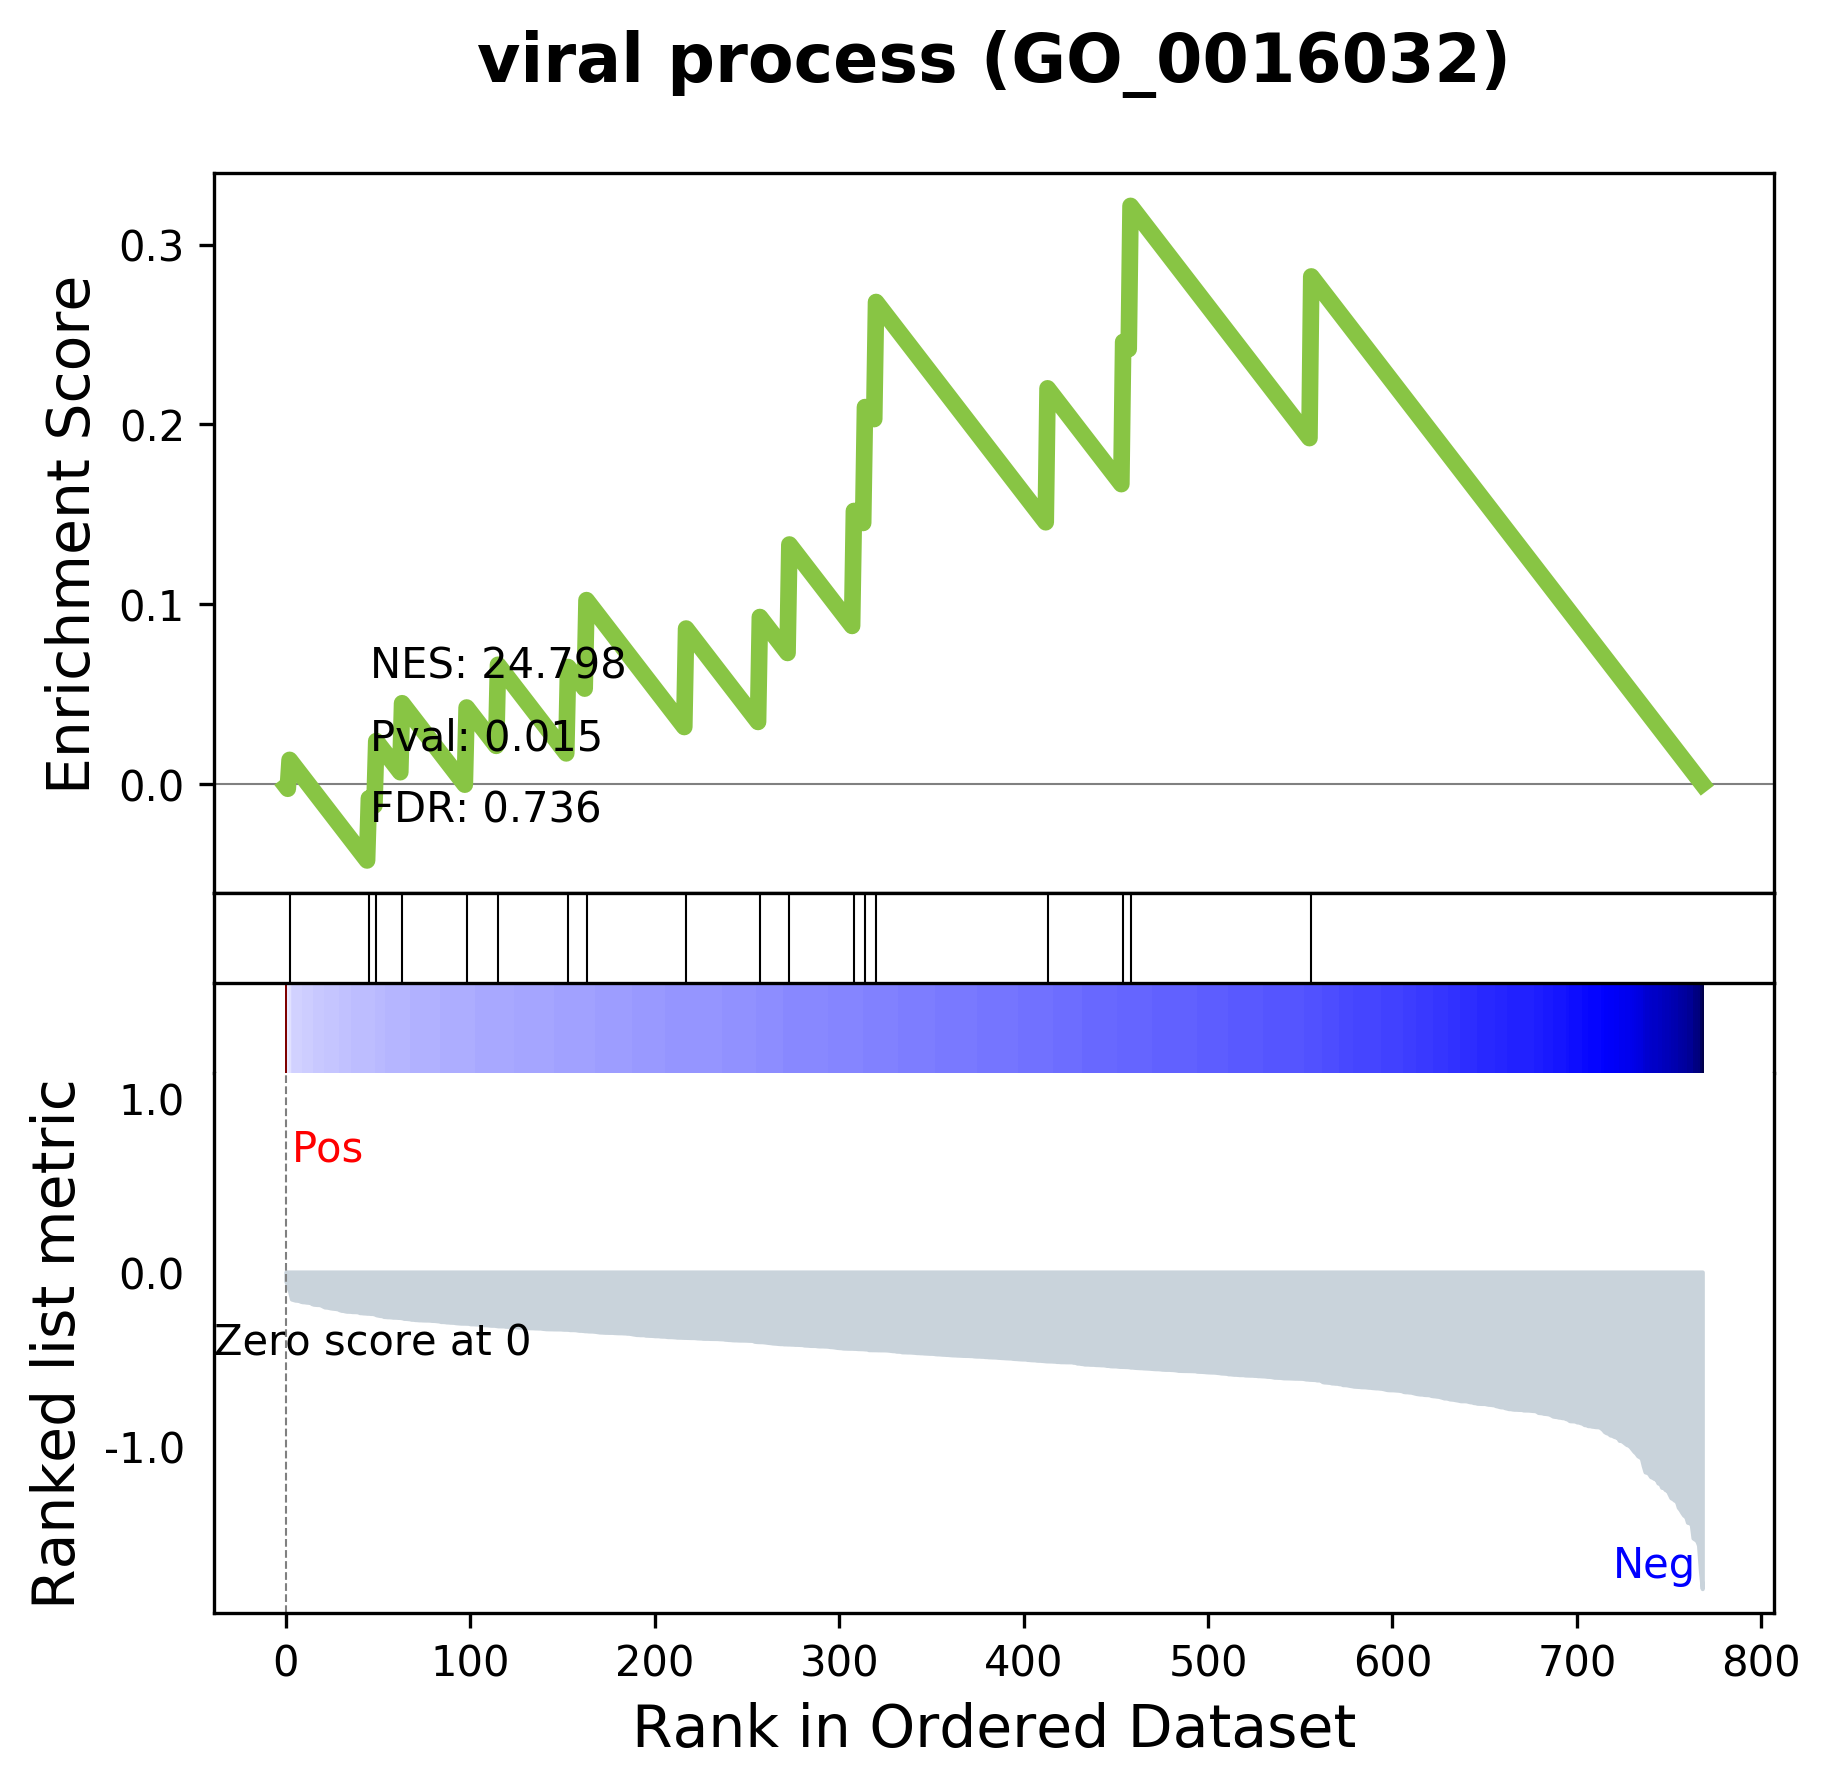 viral process (GO_0016032)
Enrichment Score
0.3
0.2
0.1
0.0
NES: 24.798
Pval: 0.015
FDR: 0.736
Ranked list metric
1.0
0.0
-1.0
Pos
Zero score at 0
Neg
0 100 200 300 400 500 600 700 800
Rank in Ordered Dataset